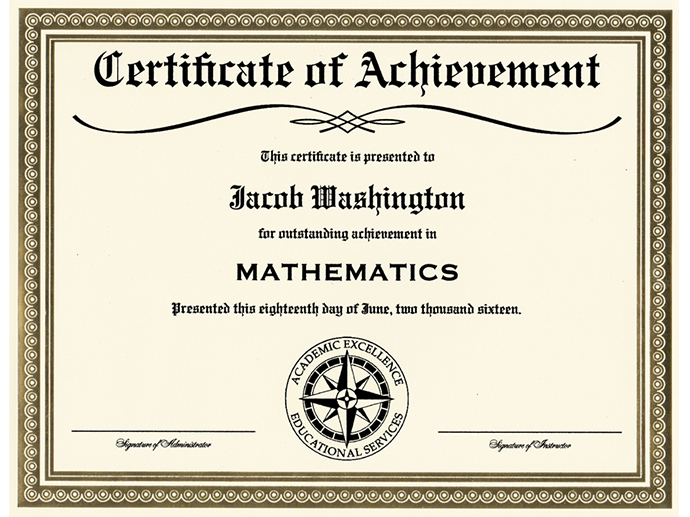 Certificate of Achievement
This certificate is presented to
Jacob Washington
for outstanding achievement in
MATHEMATICS
Presented this eighteenth day of June, two thousand sixteen.
ACADEMIC EXCELLENCE
EDUCATIONAL SERVICES
Signature of Administrator
Signature of Instructor